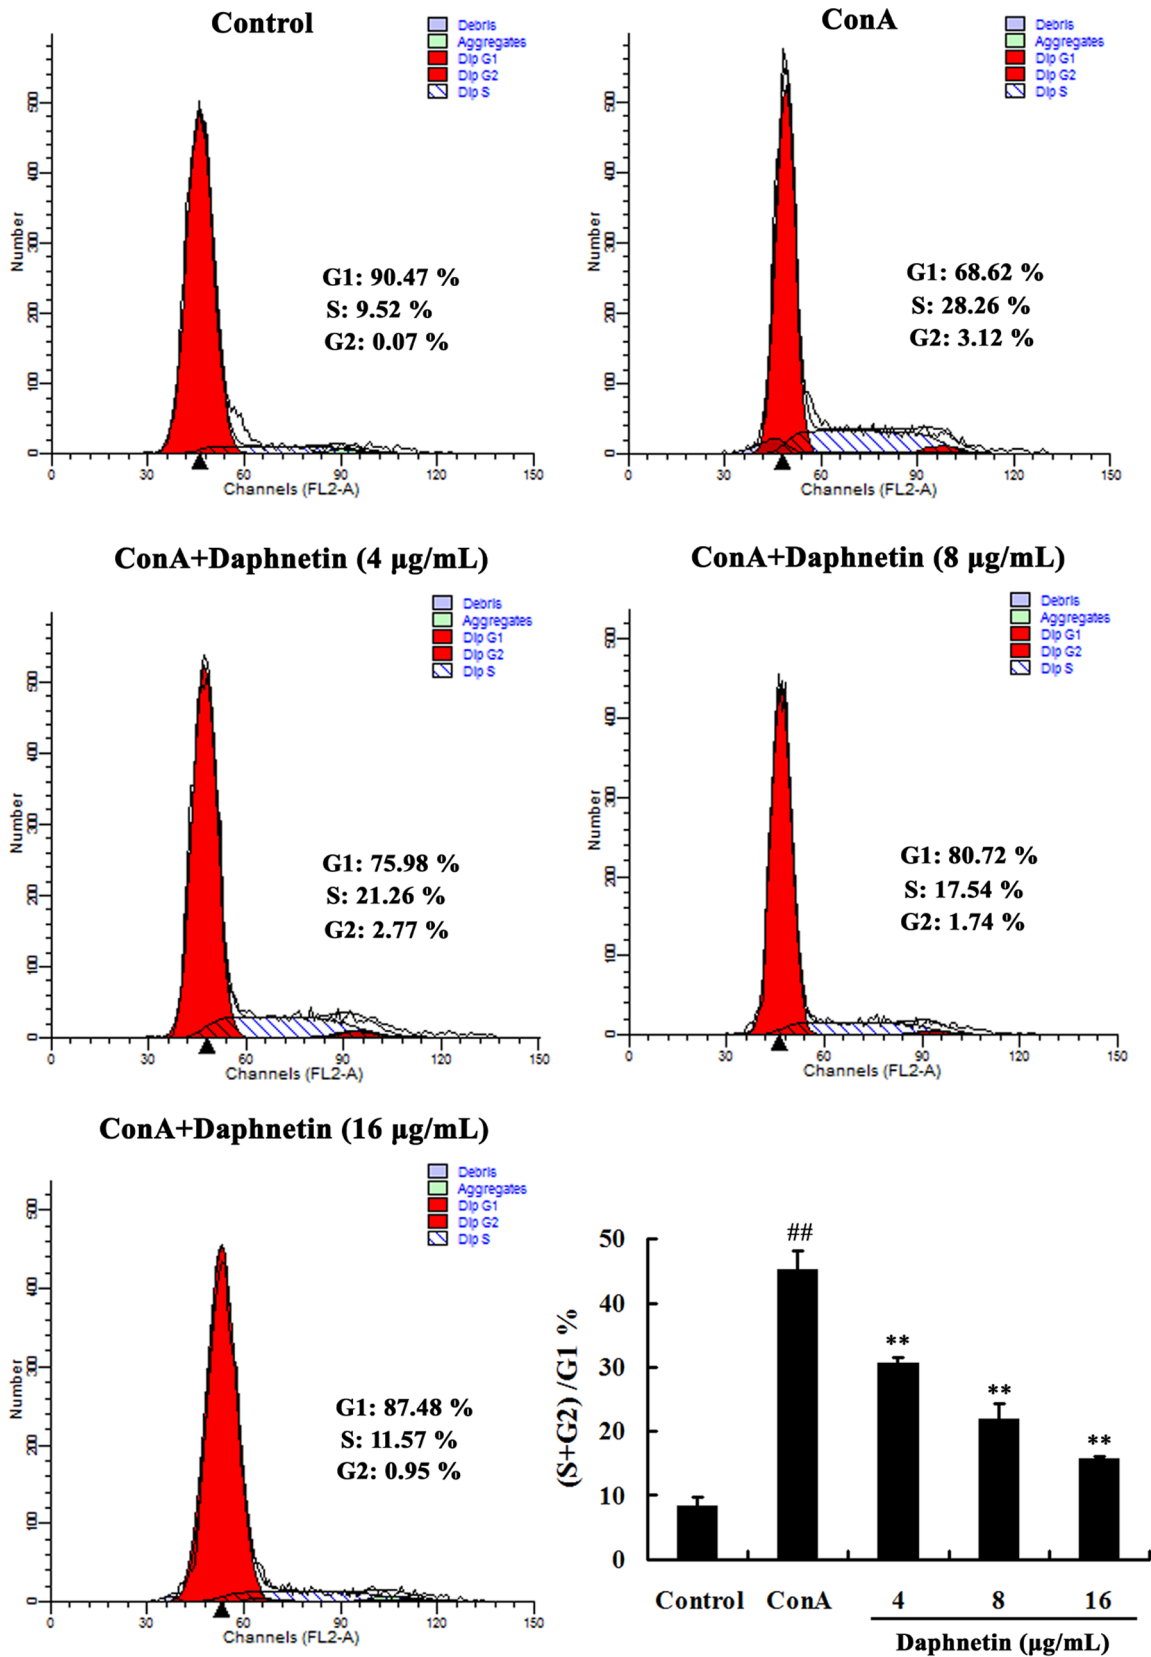 Control
Debris
Aggregates
Dip G1
Dip G2
Dip S
Number
500
400
300
200
100
0
G1: 90.47 %
S: 9.52 %
G2: 0.07 %
0 30 60 90 120 150
Channels (FL2-A)
ConA
Debris
Aggregates
Dip G1
Dip G2
Dip S
Number
500
400
300
200
100
0
G1: 68.62 %
S: 28.26 %
G2: 3.12 %
0 30 60 90 120 150
Channels (FL2-A)
ConA+Daphnetin (4 μg/mL)
Debris
Aggregates
Dip G1
Dip G2
Dip S
Number
500
400
300
200
100
0
G1: 75.98 %
S: 21.26 %
G2: 2.77 %
0 30 60 90 120 150
Channels (FL2-A)
ConA+Daphnetin (8 μg/mL)
Debris
Aggregates
Dip G1
Dip G2
Dip S
Number
500
400
300
200
100
0
G1: 80.72 %
S: 17.54 %
G2: 1.74 %
0 30 60 90 120 150
Channels (FL2-A)
ConA+Daphnetin (16 μg/mL)
Debris
Aggregates
Dip G1
Dip G2
Dip S
Number
500
400
300
200
100
0
G1: 87.48 %
S: 11.57 %
G2: 0.95 %
0 30 60 90 120 150
Channels (FL2-A)
(S+G2) /G1 %
50
40
30
20
10
0
##
**
**
**
Control ConA 4 8 16
Daphnetin (μg/mL)